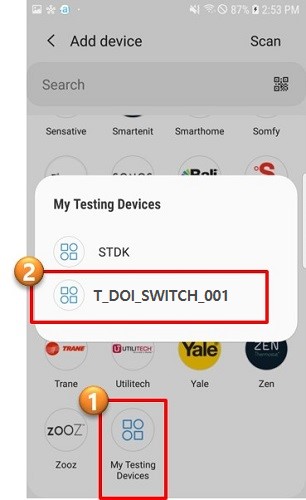 87% 2:53 PM
Add device
Scan
Search
Sensative
Smartenit
Smarthome
Somfy
Bali
S
My Testing Devices
STDK
2
T_DOI_SWITCH_001
TRANE
UTILITECH
Yale
ZEN
Thermostat
Trane
Utilitech
Yale
Zen
1
ZOOZ
Zooz
My Testing
Devices